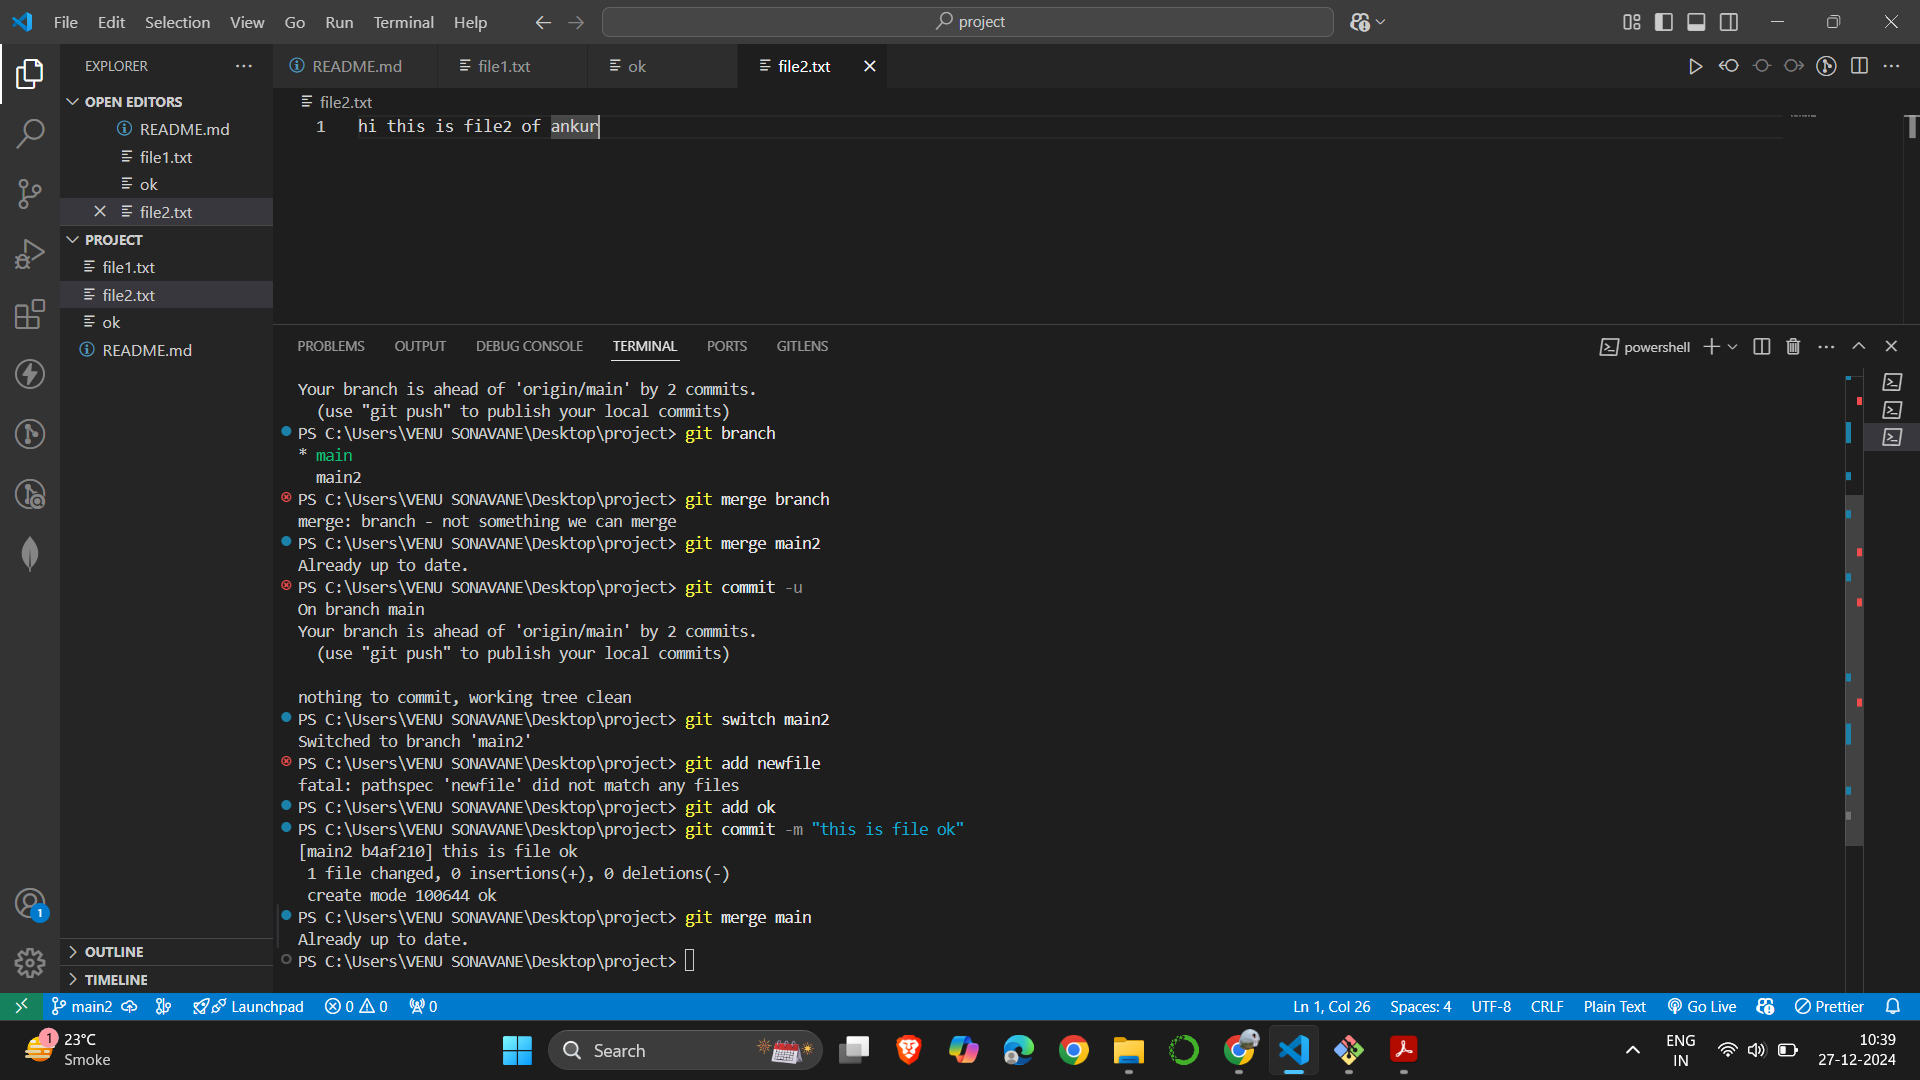 File Edit Selection View Go Run Terminal Help
project
EXPLORER
README.md
file1.txt
ok
file2.txt
OPEN EDITORS
README.md
file1.txt
ok
file2.txt
PROJECT
file1.txt
file2.txt
ok
README.md
OUTLINE
TIMELINE
file2.txt
1 hi this is file2 of ankur
PROBLEMS OUTPUT DEBUG CONSOLE TERMINAL PORTS GITLENS
powershell
Your branch is ahead of 'origin/main' by 2 commits.
(use "git push" to publish your local commits)
PS C:\Users\VENU SONAVANE\Desktop\project> git branch
* main
main2
PS C:\Users\VENU SONAVANE\Desktop\project> git merge branch
merge: branch - not something we can merge
PS C:\Users\VENU SONAVANE\Desktop\project> git merge main2
Already up to date.
PS C:\Users\VENU SONAVANE\Desktop\project> git commit -u
On branch main
Your branch is ahead of 'origin/main' by 2 commits.
(use "git push" to publish your local commits)
nothing to commit, working tree clean
PS C:\Users\VENU SONAVANE\Desktop\project> git switch main2
Switched to branch 'main2'
PS C:\Users\VENU SONAVANE\Desktop\project> git add newfile
fatal: pathspec 'newfile' did not match any files
PS C:\Users\VENU SONAVANE\Desktop\project> git add ok
PS C:\Users\VENU SONAVANE\Desktop\project> git commit -m "this is file ok"
[main2 b4af210] this is file ok
1 file changed, 0 insertions(+), 0 deletions(-)
create mode 100644 ok
PS C:\Users\VENU SONAVANE\Desktop\project> git merge main
Already up to date.
PS C:\Users\VENU SONAVANE\Desktop\project>
1
main2 Launchpad 0 0 0 Ln 1, Col 26 Spaces: 4 UTF-8 CRLF Plain Text Go Live Prettier
1
23°C
Smoke
Search
ENG
IN
10:39
27-12-2024